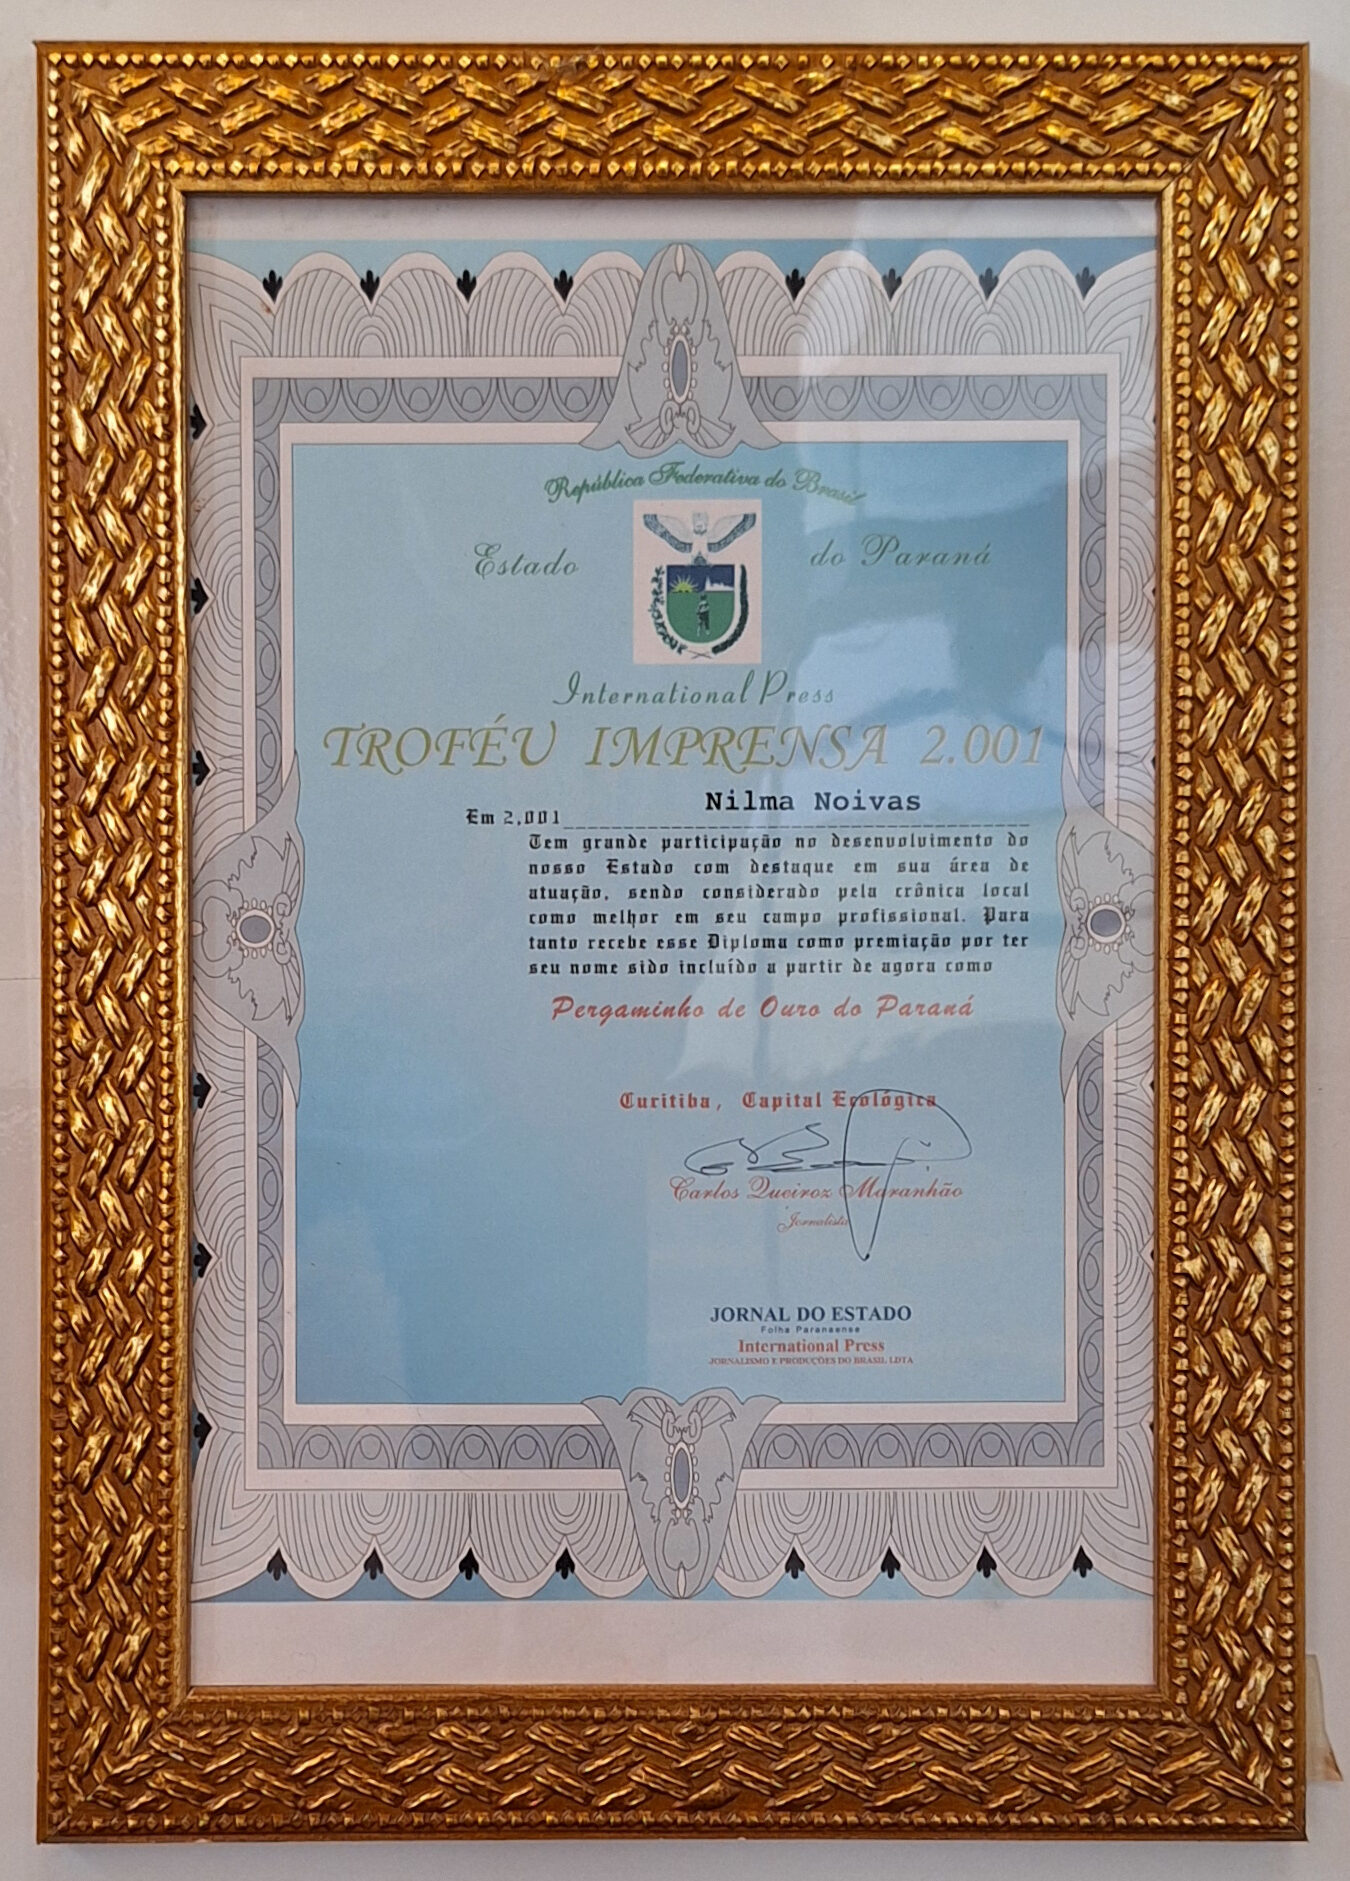 República Federativa do Brasil
Estado do Paraná
International Press
TROFÉU IMPRENSA 2.001
Nilma Noivas
Em 2,001
Tem grande participação no desenvolvimento do
nosso Estado com destaque em sua área de
atuação, sendo considerado pela crônica local
como melhor em seu campo profissional. Para
tanto recebe esse Diploma como premiação por ter
seu nome sido incluído a partir de agora como
Pergaminho de Ouro do Paraná
Curitiba, Capital Ecológica
Carlos Queiroz Maranhão
Jornalista
JORNAL DO ESTADO
Folha Paranaense
International Press
JORNALISMO E PRODUÇÕES DO BRASIL LDTA